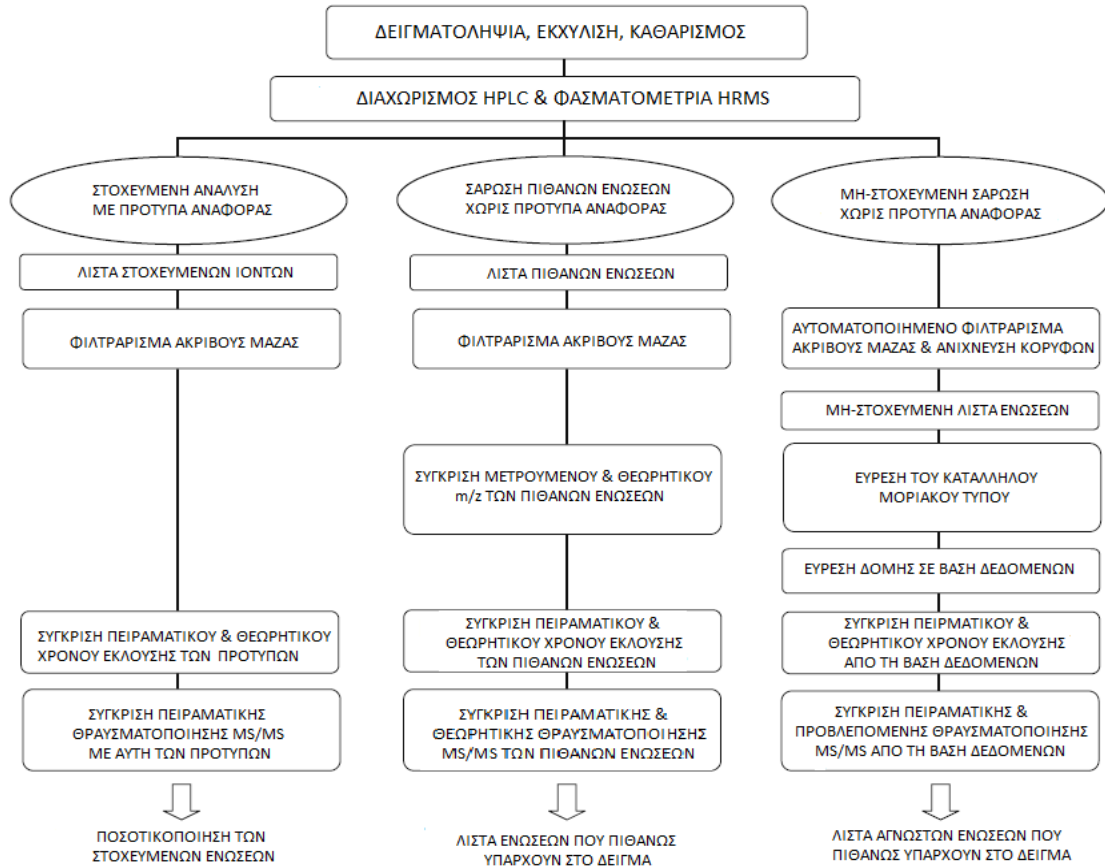 ΔΕΙΓΜΑΤΟΛΗΨΙΑ, ΕΚΧΥΛΙΣΗ, ΚΑΘΑΡΙΣΜΟΣ
ΔΙΑΧΩΡΙΣΜΟΣ HPLC & ΦΑΣΜΑΤΟΜΕΤΡΙΑ HRMS
ΣΤΟΧΕΥΜΕΝΗ ΑΝΑΛΥΣΗ
ΜΕ ΠΡΟΤΥΠΑ ΑΝΑΦΟΡΑΣ
ΛΙΣΤΑ ΣΤΟΧΕΥΜΕΝΩΝ ΙΟΝΤΩΝ
ΦΙΛΤΡΑΡΙΣΜΑ ΑΚΡΙΒΟΥΣ ΜΑΖΑΣ
ΣΥΓΚΡΙΣΗ ΠΕΙΡΑΜΑΤΙΚΟΥ & ΘΕΩΡΗΤΙΚΟΥ
ΧΡΟΝΟΥ ΕΚΛΟΥΣΗΣ ΤΩΝ ΠΡΟΤΥΠΩΝ
ΣΥΓΚΡΙΣΗ ΠΕΙΡΑΜΑΤΙΚΗΣ
ΘΡΑΥΣΜΑΤΟΠΟΙΗΣΗΣ MS/MS
ΜΕ ΑΥΤΗ ΤΩΝ ΠΡΟΤΥΠΩΝ
ΠΟΣΟΤΙΚΟΠΟΙΗΣΗ ΤΩΝ
ΣΤΟΧΕΥΜΕΝΩΝ ΕΝΩΣΕΩΝ
ΣΑΡΩΣΗ ΠΙΘΑΝΩΝ ΕΝΩΣΕΩΝ
ΧΩΡΙΣ ΠΡΟΤΥΠΑ ΑΝΑΦΟΡΑΣ
ΛΙΣΤΑ ΠΙΘΑΝΩΝ ΕΝΩΣΕΩΝ
ΦΙΛΤΡΑΡΙΣΜΑ ΑΚΡΙΒΟΥΣ ΜΑΖΑΣ
ΣΥΓΚΡΙΣΗ ΜΕΤΡΟΥΜΕΝΟΥ & ΘΕΩΡΗΤΙΚΟΥ
m/z ΤΩΝ ΠΙΘΑΝΩΝ ΕΝΩΣΕΩΝ
ΣΥΓΚΡΙΣΗ ΠΕΙΡΑΜΑΤΙΚΟΥ &
ΘΕΩΡΗΤΙΚΟΥ ΧΡΟΝΟΥ ΕΚΛΟΥΣΗΣ
ΤΩΝ ΠΙΘΑΝΩΝ ΕΝΩΣΕΩΝ
ΣΥΓΚΡΙΣΗ ΠΕΙΡΑΜΑΤΙΚΗΣ &
ΘΕΩΡΗΤΙΚΗΣ ΘΡΑΥΣΜΑΤΟΠΟΙΗΣΗΣ
MS/MS ΤΩΝ ΠΙΘΑΝΩΝ ΕΝΩΣΕΩΝ
ΛΙΣΤΑ ΕΝΩΣΕΩΝ ΠΟΥ ΠΙΘΑΝΩΣ
ΥΠΑΡΧΟΥΝ ΣΤΟ ΔΕΙΓΜΑ
ΜΗ-ΣΤΟΧΕΥΜΕΝΗ ΣΑΡΩΣΗ
ΧΩΡΙΣ ΠΡΟΤΥΠΑ ΑΝΑΦΟΡΑΣ
ΑΥΤΟΜΑΤΟΠΟΙΗΜΕΝΟ ΦΙΛΤΡΑΡΙΣΜΑ
ΑΚΡΙΒΟΥΣ ΜΑΖΑΣ & ΑΝΙΧΝΕΥΣΗ ΚΟΡΥΦΩΝ
ΜΗ-ΣΤΟΧΕΥΜΕΝΗ ΛΙΣΤΑ ΕΝΩΣΕΩΝ
ΕΥΡΕΣΗ ΤΟΥ ΚΑΤΑΛΛΗΛΟΥ
ΜΟΡΙΑΚΟΥ ΤΥΠΟΥ
ΕΥΡΕΣΗ ΔΟΜΗΣ ΣΕ ΒΑΣΗ ΔΕΔΟΜΕΝΩΝ
ΣΥΓΚΡΙΣΗ ΠΕΙΡΜΑΤΙΚΟΥ &
ΘΕΩΡΗΤΙΚΟΥ ΧΡΟΝΟΥ ΕΚΛΟΥΣΗΣ
ΑΠΟ ΤΗ ΒΑΣΗ ΔΕΔΟΜΕΝΩΝ
ΣΥΓΚΡΙΣΗ ΠΕΙΡΑΜΑΤΙΚΗΣ &
ΠΡΟΒΛΕΠΟΜΕΝΗΣ ΘΡΑΥΣΜΑΤΟΠΟΙΗΣΗΣ
MS/MS ΑΠΟ ΤΗ ΒΑΣΗ ΔΕΔΟΜΕΝΩΝ
ΛΙΣΤΑ ΑΓΝΩΣΤΩΝ ΕΝΩΣΕΩΝ ΠΟΥ
ΠΙΘΑΝΩΣ ΥΠΑΡΧΟΥΝ ΣΤΟ ΔΕΙΓΜΑ